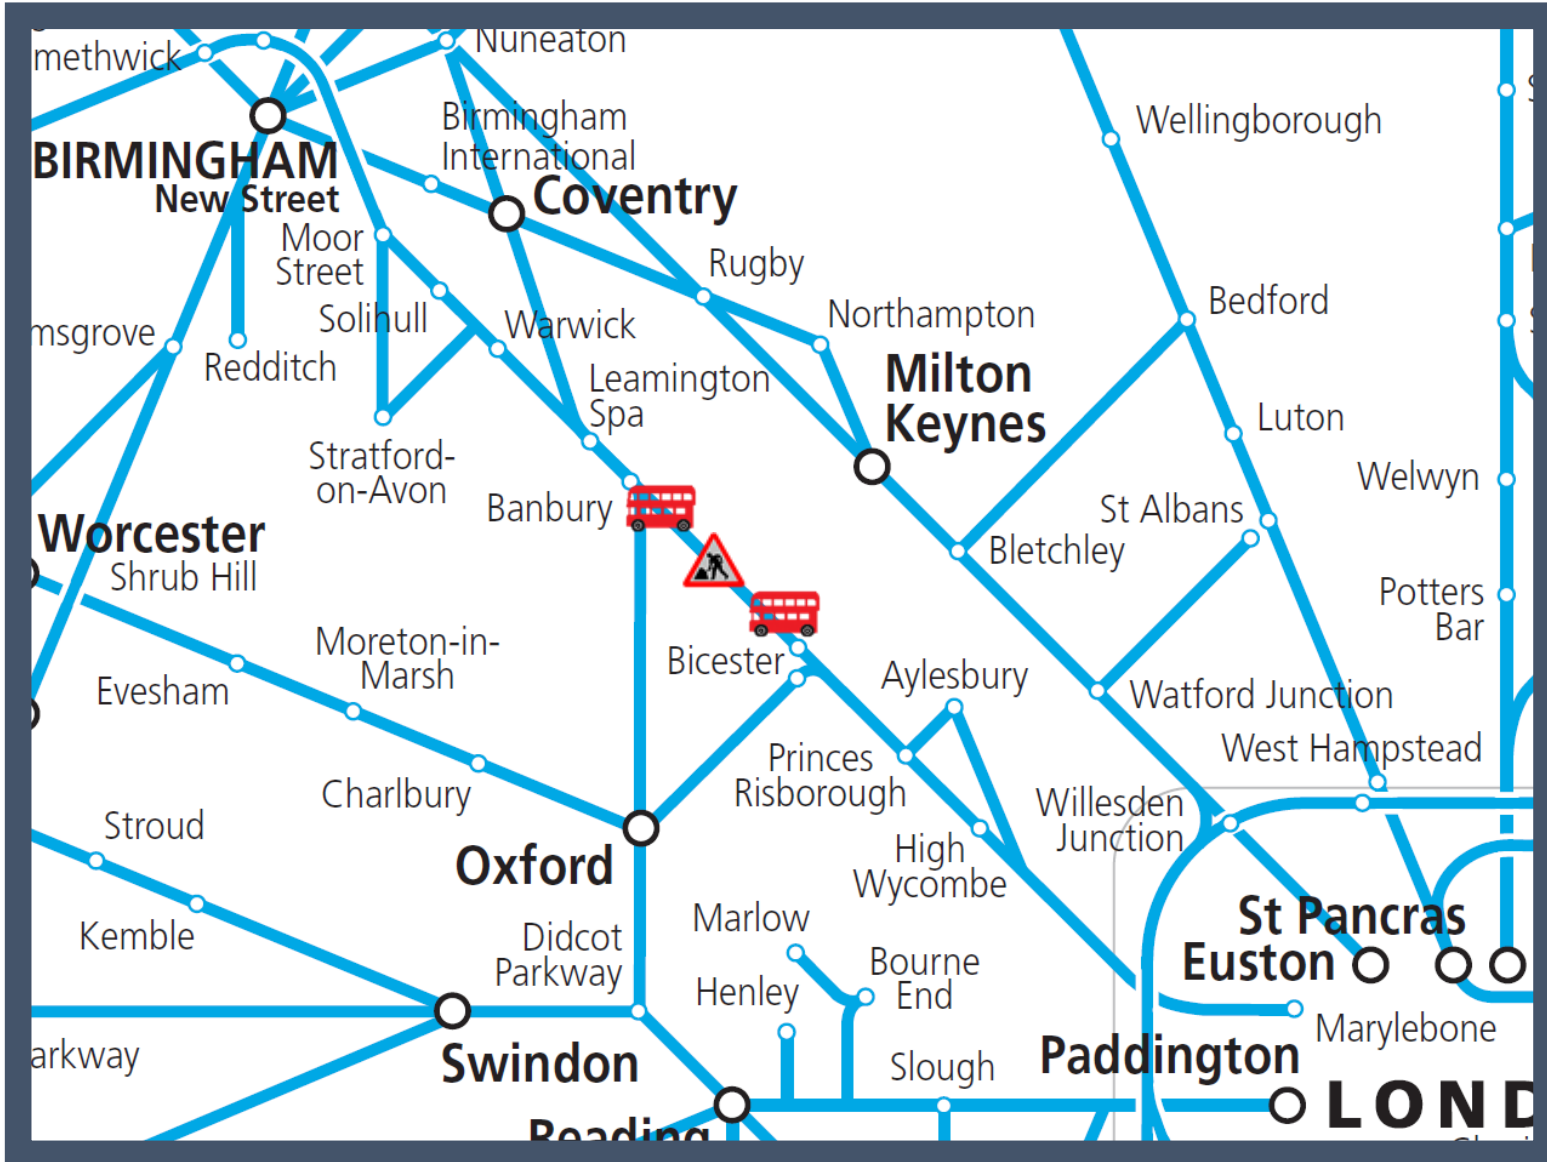 methwick
Nuneaton
Birmingham
International
Wellingborough
BIRMINGHAM
New Street
Coventry
Moor
Street
Rugby
Solihull
Warwick
Northampton
Bedford
msgrove
Redditch
Leamington
Spa
Milton
Keynes
Luton
Stratford-
on-Avon
Banbury
Welwyn
St Albans
Bletchley
Worcester
Shrub Hill
Potters
Bar
Moreton-in-
Marsh
Bicester
Aylesbury
Evesham
Watford Junction
West Hampstead
Princes
Risborough
Charlbury
Willesden
Junction
Stroud
High
Wycombe
Oxford
Kemble
Marlow
St Pancras
Euston
Didcot
Parkway
Henley
Bourne
End
Marylebone
arkway
Swindon
Slough
Paddington
LOND
Reading